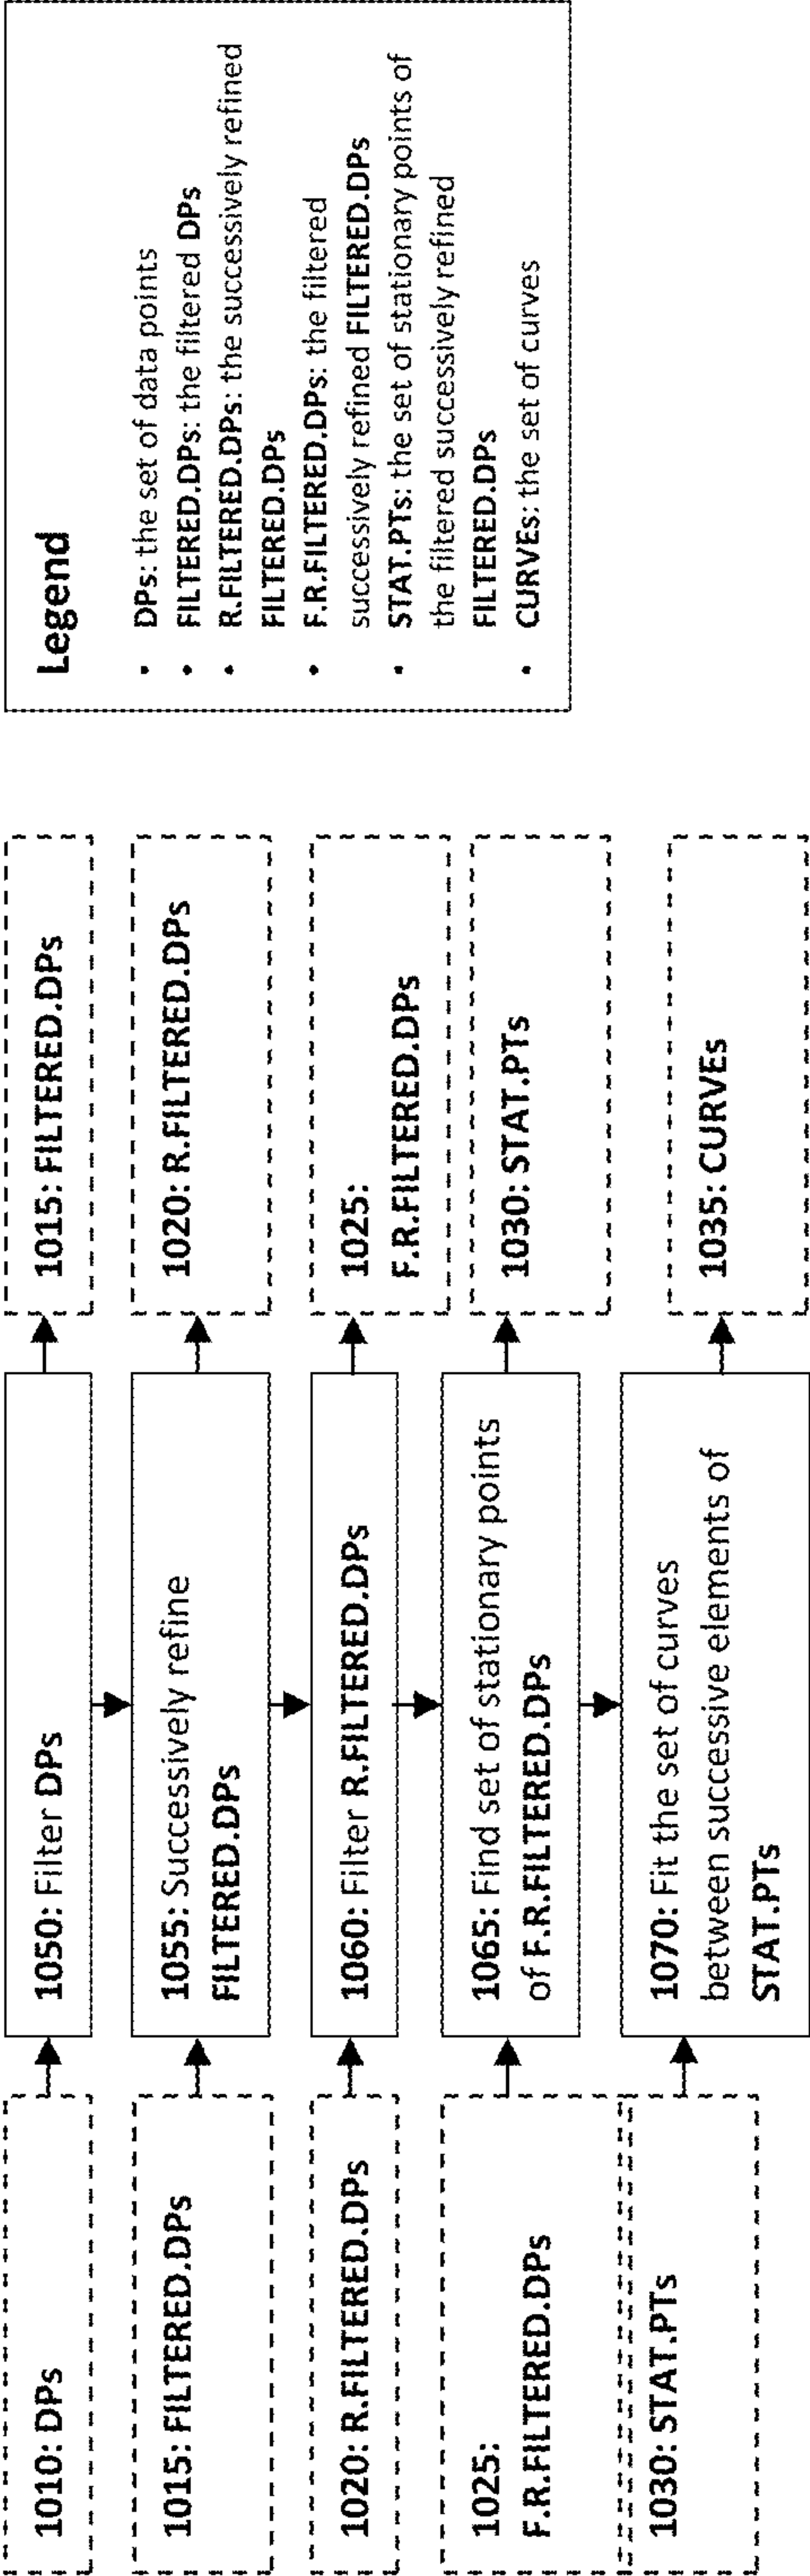 1010: DPs
1050: Filter DPs
1015: FILTERED.DPs
1015: FILTERED.DPs
1055: Successively refine
FILTERED.DPs
1020: R.FILTERED.DPs
1020: R.FILTERED.DPs
1060: Filter R.FILTERED.DPs
1025:
F.R.FILTERED.DPs
1025:
F.R.FILTERED.DPs
1065: Find set of stationary points
of F.R.FILTERED.DPs
1030: STAT.PTs
1030: STAT.PTs
1070: Fit the set of curves
between successive elements of
STAT.PTs
1035: CURVEs
Legend
• DPs: the set of data points
• FILTERED.DPs: the filtered DPs
• R.FILTERED.DPs: the successively refined
FILTERED.DPs
• F.R.FILTERED.DPs: the filtered
successively refined FILTERED.DPs
• STAT.PTs: the set of stationary points of
the filtered successively refined
FILTERED.DPs
• CURVEs: the set of curves